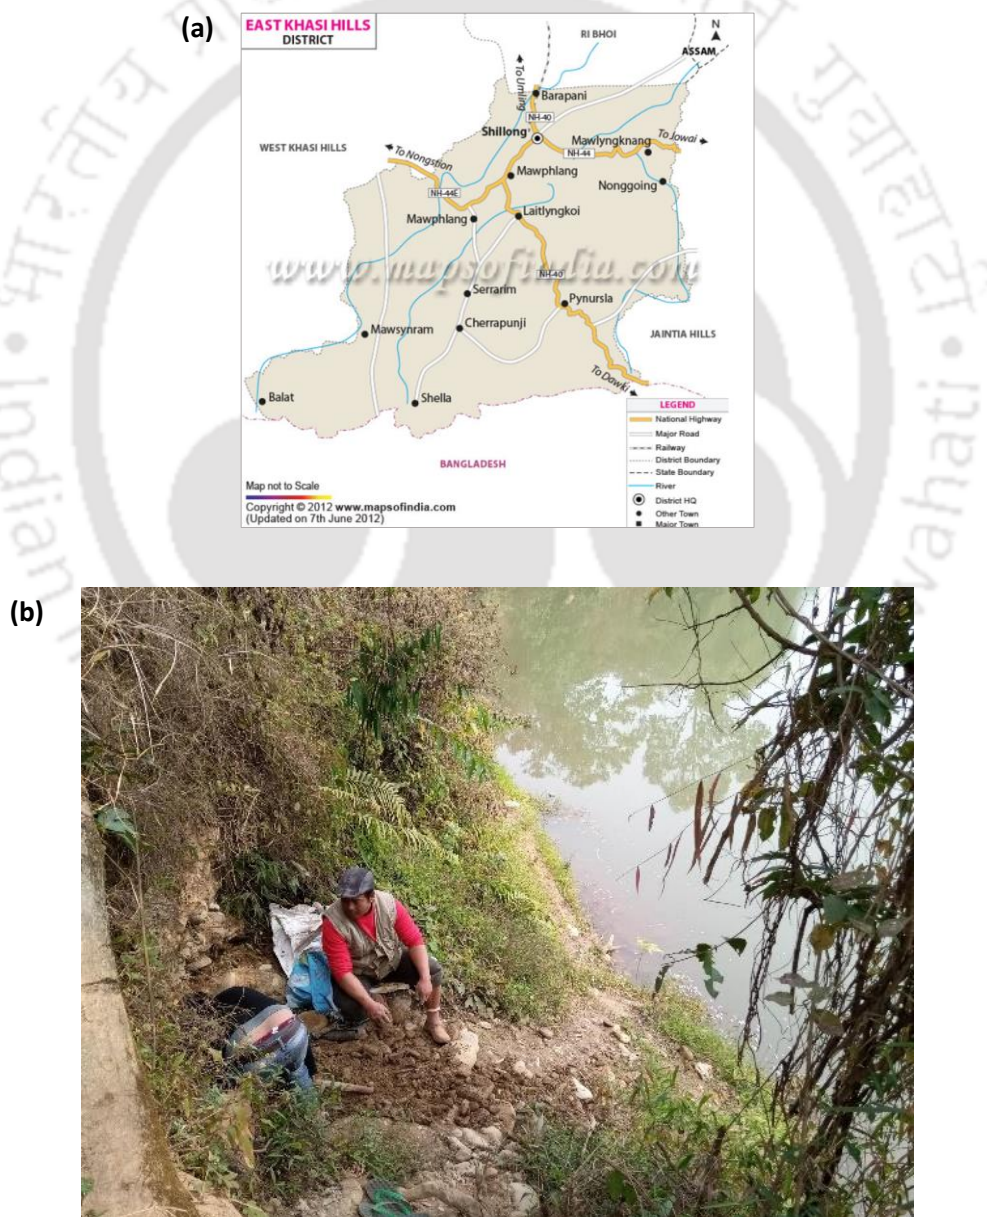 (a)
EAST KHASI HILLS
DISTRICT
N
RI BHOI
ASSAM
To Umling
Barapani
NH-40
Shillong
Mawlyngknang
To Jowai
WEST KHASI HILLS
To Nongstion
NH-44
Mawphlang
Nonggoing
NH-44E
Mawphlang
Laitlyngkoi
www.mapsofindia.com
NH-40
Serrarim
Pynursla
Cherrapunji
Mawsynram
JAINTIA HILLS
To Dawki
Balat
Shella
LEGEND
National Highway
Major Road
Railway
District Boundary
State Boundary
River
District HQ
Other Town
Major Town
BANGLADESH
Map not to Scale
Copyright © 2012 www.mapsofindia.com
(Updated on 7th June 2012)
(b)